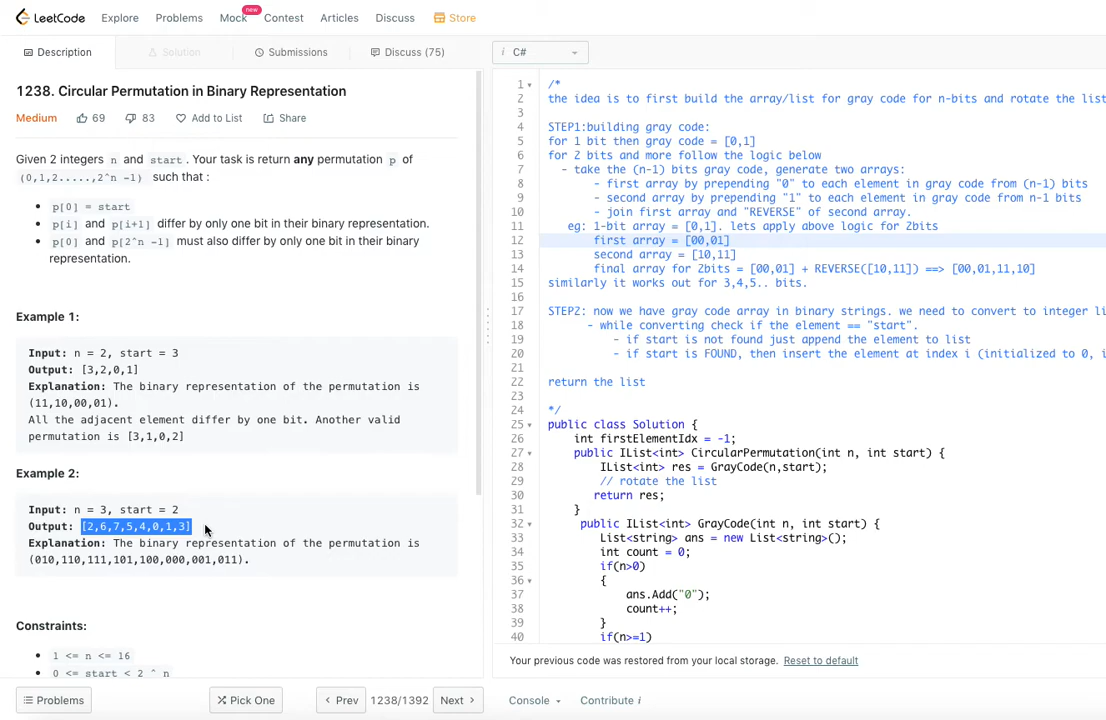 LeetCode Explore Problems Mock new Contest Articles Discuss Store
Description Solution Submissions Discuss (75)
i C#
1238. Circular Permutation in Binary Representation
Medium 69 83 Add to List Share
Given 2 integers n and start. Your task is return any permutation p of
(0,1,2.....,2^n -1) such that :
p[0] = start
p[i] and p[i+1] differ by only one bit in their binary representation.
p[0] and p[2^n -1] must also differ by only one bit in their binary
representation.
Example 1:
Input: n = 2, start = 3
Output: [3,2,0,1]
Explanation: The binary representation of the permutation is
(11,10,00,01).
All the adjacent element differ by one bit. Another valid
permutation is [3,1,0,2]
Example 2:
Input: n = 3, start = 2
Output: [2,6,7,5,4,0,1,3]
Explanation: The binary representation of the permutation is
(010,110,111,101,100,000,001,011).
Constraints:
1 <= n <= 16
0 <= start < 2 ^ n
Problems Pick One Prev 1238/1392 Next
1 /*
2 the idea is to first build the array/list for gray code for n-bits and rotate the list
3
4 STEP1:building gray code:
5 for 1 bit then gray code = [0,1]
6 for 2 bits and more follow the logic below
7 - take the (n-1) bits gray code, generate two arrays:
8 - first array by prepending "0" to each element in gray code from (n-1) bits
9 - second array by prepending "1" to each element in gray code from n-1 bits
10 - join first array and "REVERSE" of second array.
11 eg: 1-bit array = [0,1]. lets apply above logic for 2bits
12 first array = [00,01]
13 second array = [10,11]
14 final array for 2bits = [00,01] + REVERSE([10,11]) ==> [00,01,11,10]
15 similarly it works out for 3,4,5.. bits.
16
17 STEP2: now we have gray code array in binary strings. we need to convert to integer li
18 - while converting check if the element == "start".
19 - if start is not found just append the element to list
20 - if start is FOUND, then insert the element at index i (initialized to 0, i
21
22 return the list
23
24 */
25 public class Solution {
26 int firstElementIdx = -1;
27 public IList<int> CircularPermutation(int n, int start) {
28 IList<int> res = GrayCode(n,start);
29 // rotate the list
30 return res;
31 }
32 public IList<int> GrayCode(int n, int start) {
33 List<string> ans = new List<string>();
34 int count = 0;
35 if(n>0)
36 {
37 ans.Add("0");
38 count++;
39 }
40 if(n>=1)
Your previous code was restored from your local storage. Reset to default
Console Contribute i